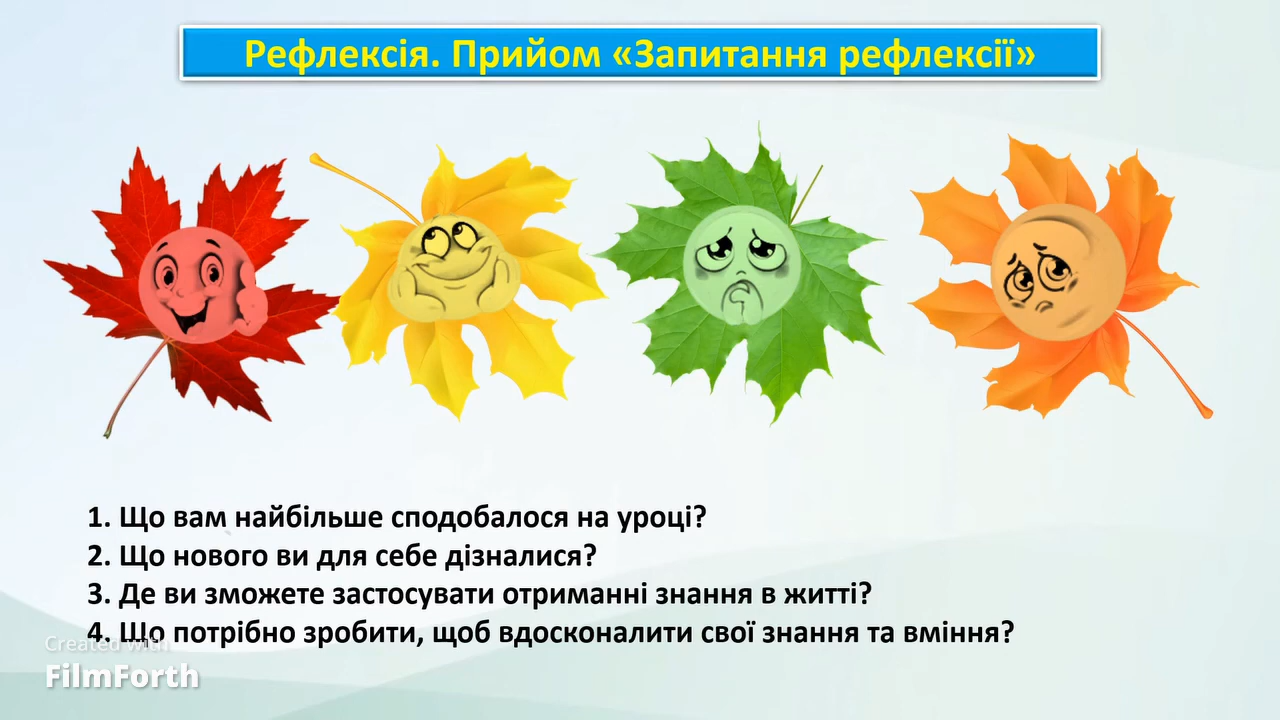 Рефлексія. Прийом «Запитання рефлексії»
1. Що вам найбільше сподобалося на уроці?
2. Що нового ви для себе дізналися?
3. Де ви зможете застосувати отриманні знання в житті?
4. Що потрібно зробити, щоб вдосконалити свої знання та вміння?
Created with
FilmForth